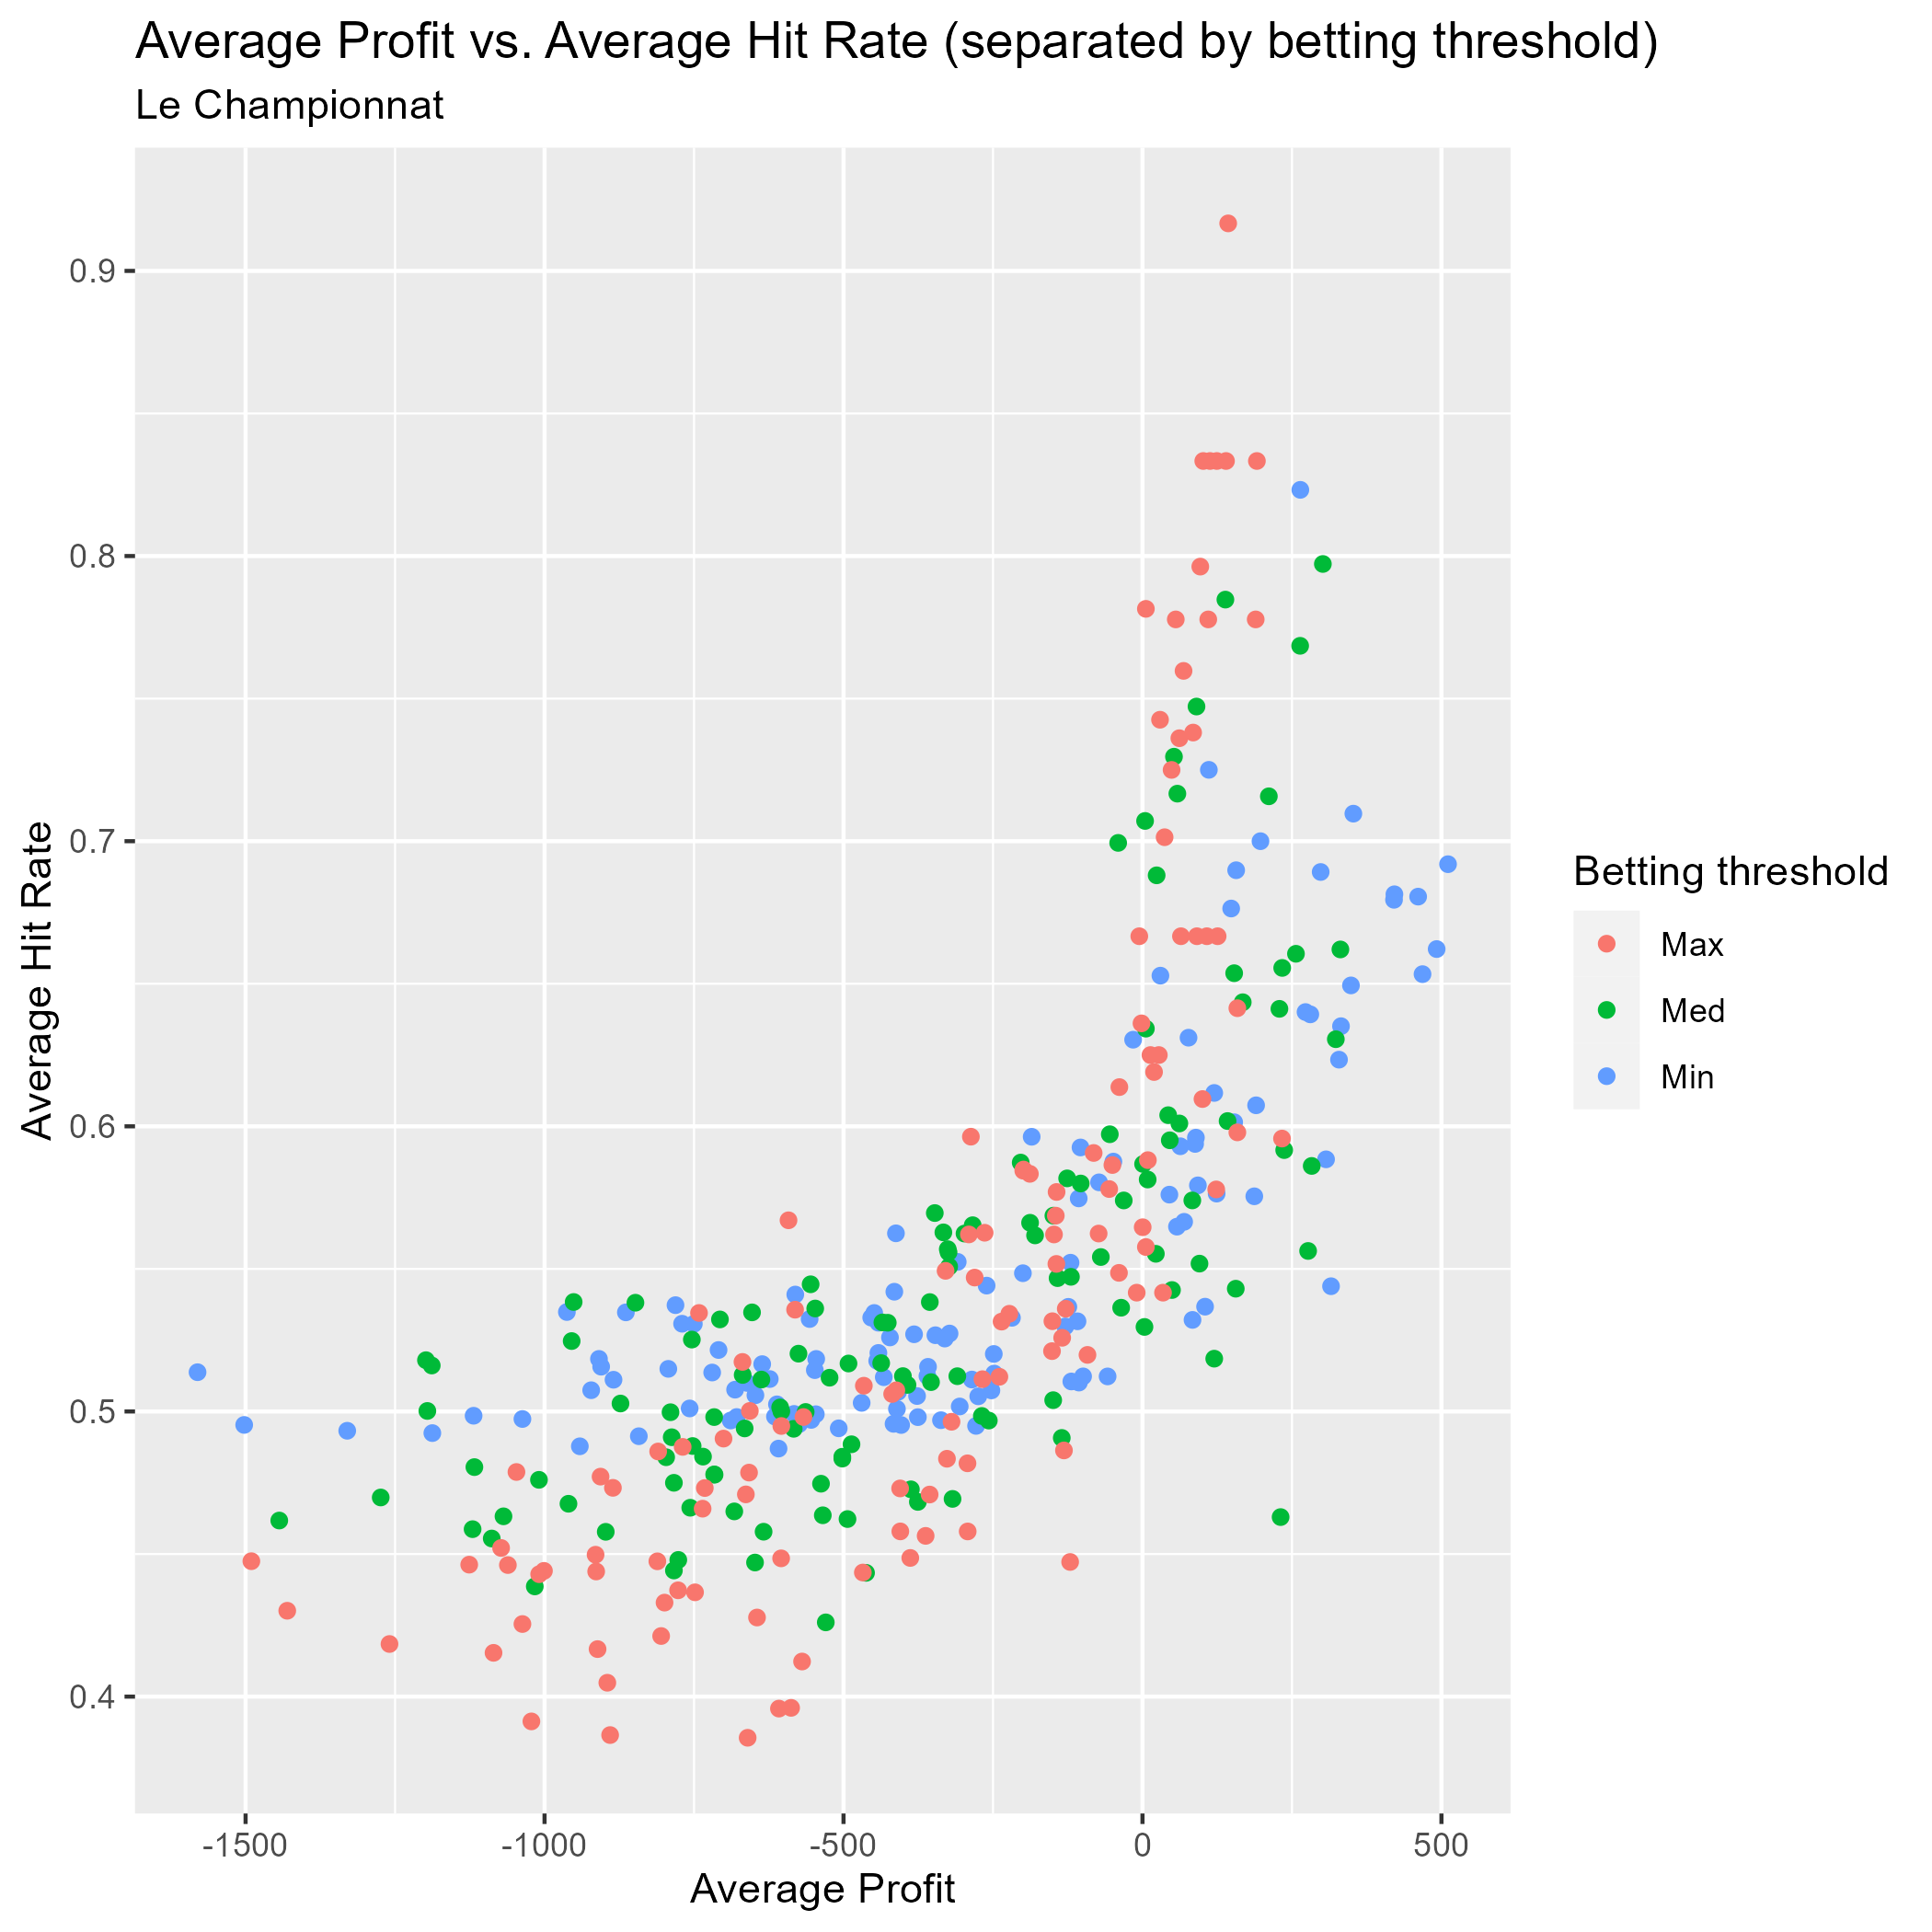 Average Profit vs. Average Hit Rate (separated by betting threshold)
Le Championnat
Average Hit Rate
0.9
0.8
0.7
0.6
0.5
0.4
-1500
-1000
-500
0
500
Average Profit
Betting threshold
Max
Med
Min